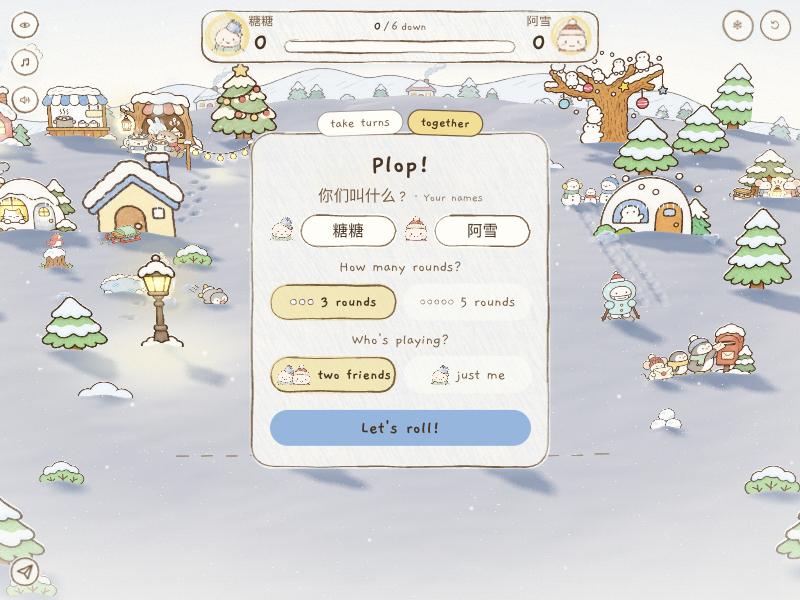 糖糖
0
0/6 down
阿雪
0
take turns
together
Plop!
你们叫什么？ · Your names
糖糖
阿雪
How many rounds?
3 rounds
5 rounds
Who's playing?
two friends
just me
Let's roll!